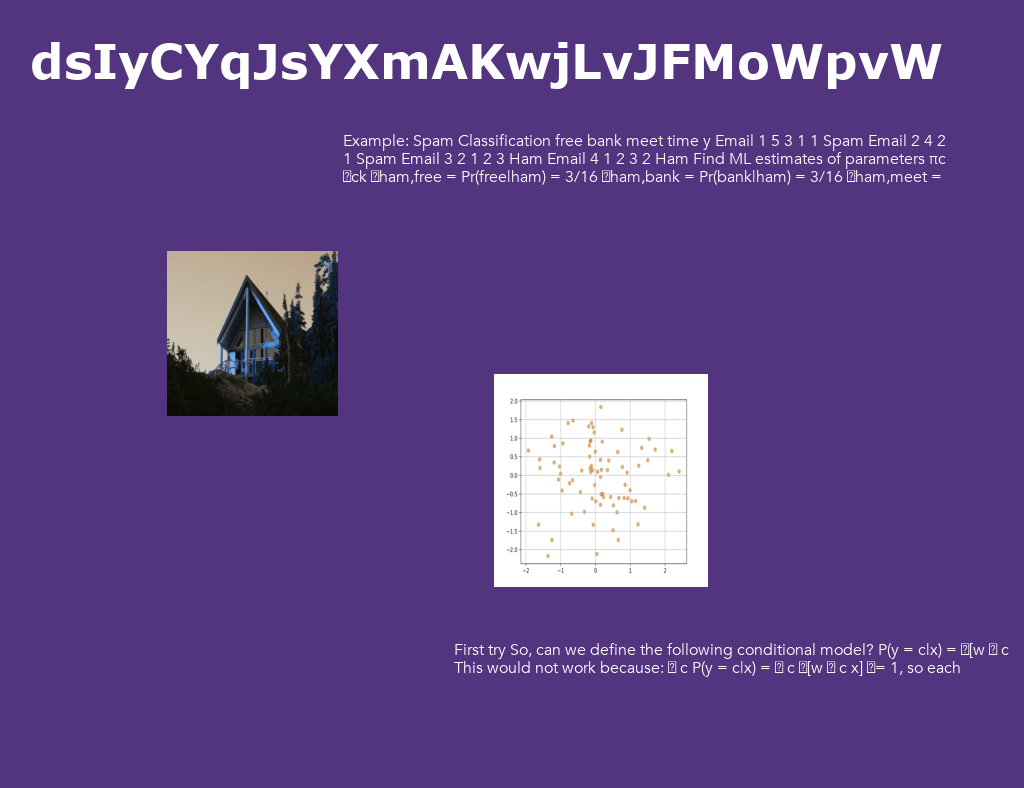 dsIyCYqJsYXmAKwjLvJFMoWpvW
Example: Spam Classification free bank meet time y Email 1 5 3 1 1 Spam Email 2 4 2
1 Spam Email 3 2 1 2 3 Ham Email 4 1 2 3 2 Ham Find ML estimates of parameters πc
ck ham,free = Pr(freelham) = 3/16 ham,bank = Pr(banklham) = 3/16 ham,meet =
2.0
1.5
1.0
0.5
0.0
−0.5
−1.0
−1.5
−2.0
−2 −1 0 1 2
First try So, can we define the following conditional model? P(y = clx) = [w c
This would not work because: c P(y = clx) = c [w c x] = 1, so each